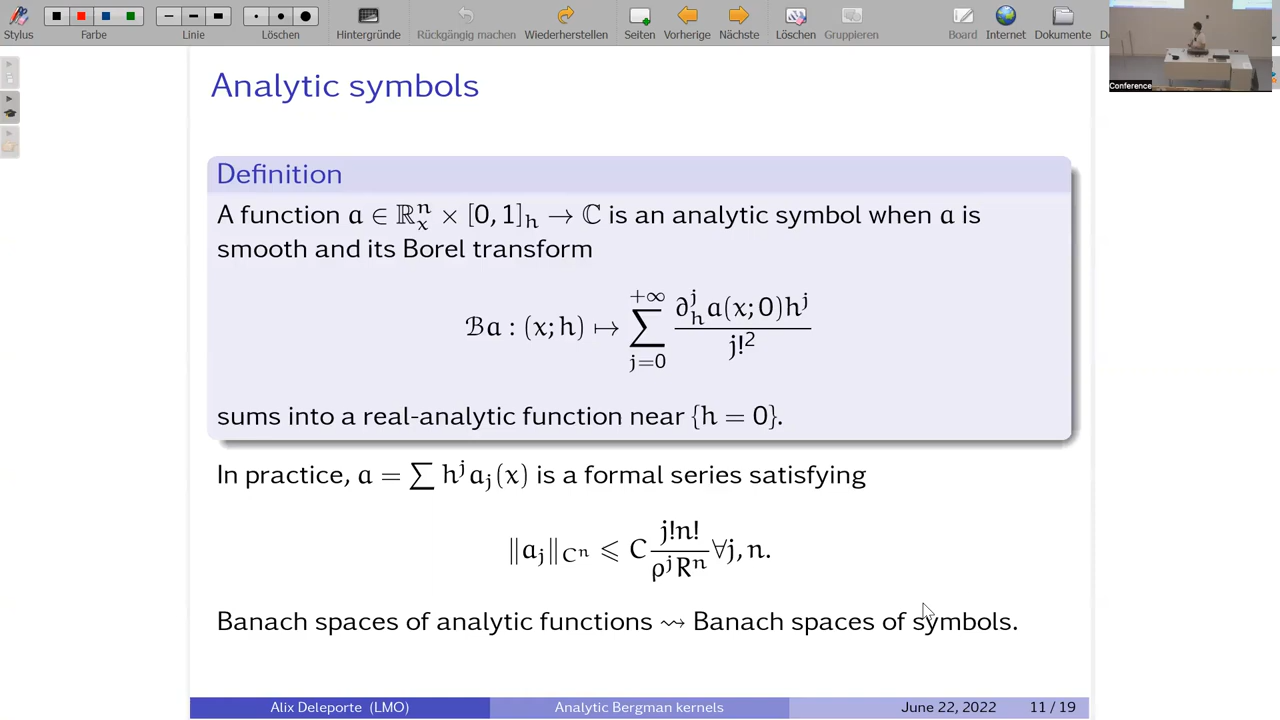 Stylus
Farbe
Linie
Löschen
Hintergründe
Rückgängig machen
Wiederherstellen
Seiten
Vorherige
Nächste
Löschen
Gruppieren
Board
Internet
Dokumente
Conference
Analytic symbols
Definition
A function a ∈ ℝⁿₓ × [0, 1]ₕ → ℂ is an analytic symbol when a is
smooth and its Borel transform
ℬa : (x; h) ↦ ∑_{j=0}^{+∞} ∂ₕʲa(x; 0)hʲ / j!²
sums into a real-analytic function near {h = 0}.
In practice, a = ∑ hʲaⱼ(x) is a formal series satisfying
‖aⱼ‖_{Cⁿ} ⩽ C j!n! / ρʲRⁿ ∀j, n.
Banach spaces of analytic functions ⇝ Banach spaces of symbols.
Alix Deleporte (LMO)
Analytic Bergman kernels
June 22, 2022
11 / 19